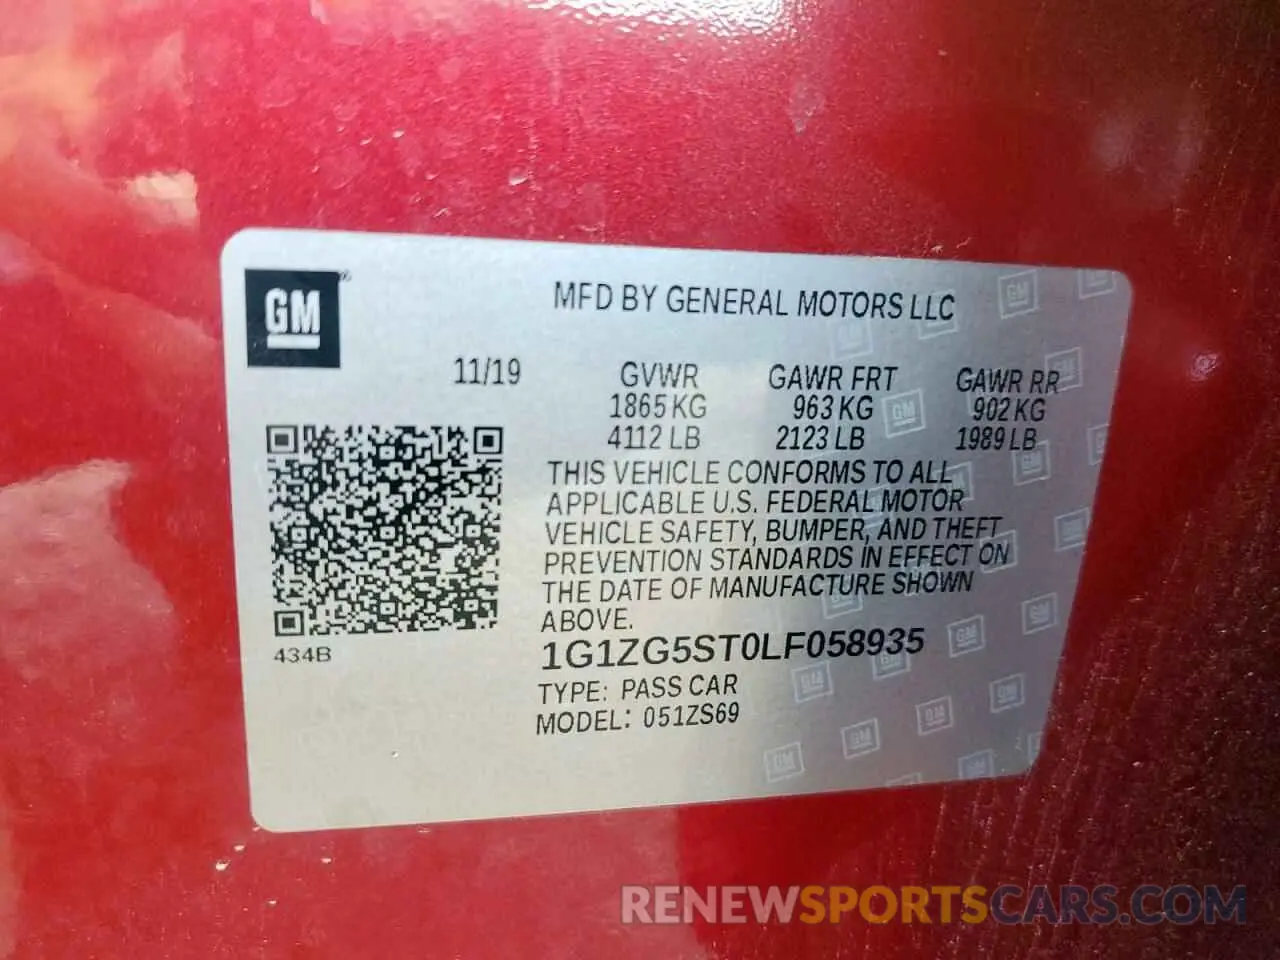 GM
MFD BY GENERAL MOTORS LLC
11/19
GVWR GAWR FRT GAWR RR
1865 KG 963 KG 902 KG
4112 LB 2123 LB 1989 LB
THIS VEHICLE CONFORMS TO ALL
APPLICABLE U.S. FEDERAL MOTOR
VEHICLE SAFETY, BUMPER, AND THEFT
PREVENTION STANDARDS IN EFFECT ON
THE DATE OF MANUFACTURE SHOWN
ABOVE.
434B
1G1ZG5ST0LF058935
TYPE: PASS CAR
MODEL: 051ZS69
RENEWSPORTSCARS.COM